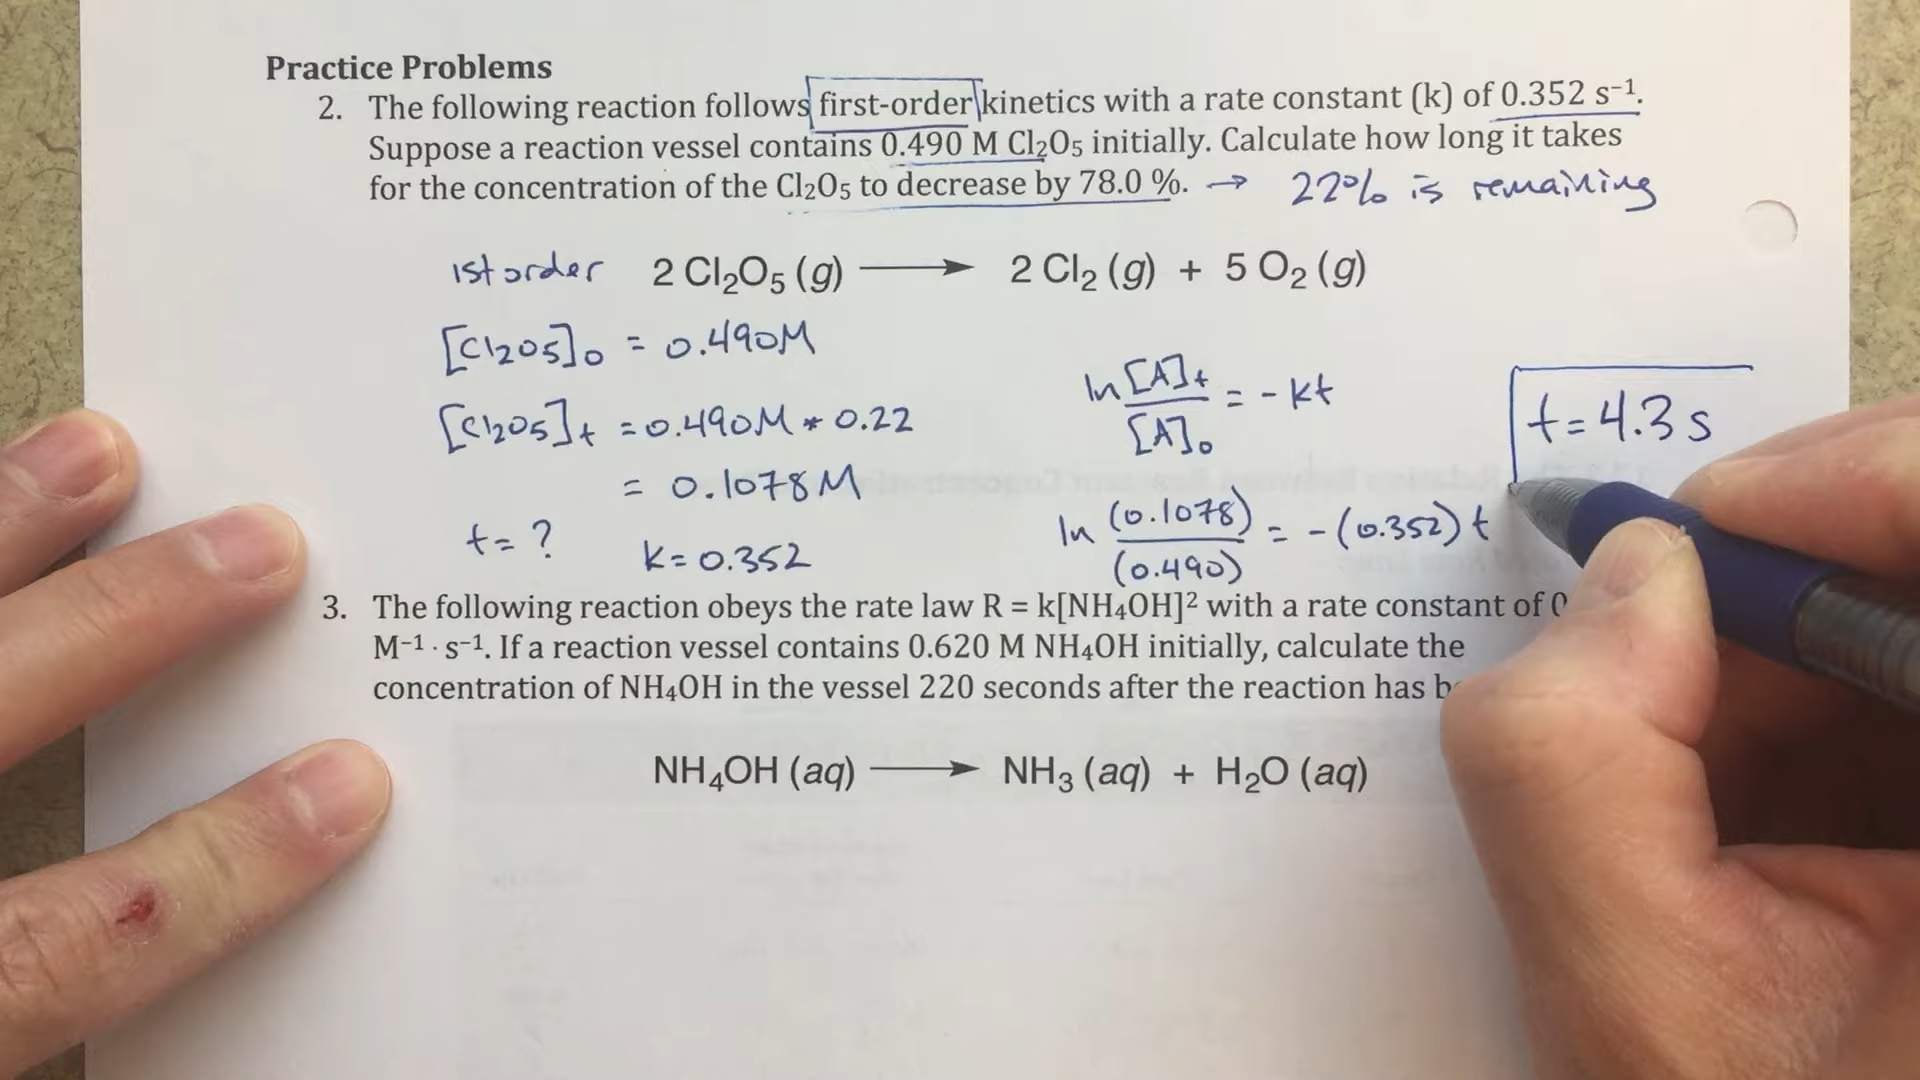 Practice Problems
2. The following reaction follows first-order kinetics with a rate constant (k) of 0.352 s⁻¹.
Suppose a reaction vessel contains 0.490 M Cl₂O₅ initially. Calculate how long it takes
for the concentration of the Cl₂O₅ to decrease by 78.0 %. → 22% is remaining
1st order 2 Cl₂O₅ (g) ⟶ 2 Cl₂ (g) + 5 O₂ (g)
[Cl₂O₅]₀ = 0.490M
[Cl₂O₅]t = 0.490M * 0.22
= 0.1078M
t = ? k = 0.352
ln [A]t / [A]₀ = -kt
ln (0.1078) / (0.490) = -(0.352) t
t = 4.3 s
3. The following reaction obeys the rate law R = k[NH₄OH]² with a rate constant of
M⁻¹ · s⁻¹. If a reaction vessel contains 0.620 M NH₄OH initially, calculate the
concentration of NH₄OH in the vessel 220 seconds after the reaction has
NH₄OH (aq) ⟶ NH₃ (aq) + H₂O (aq)